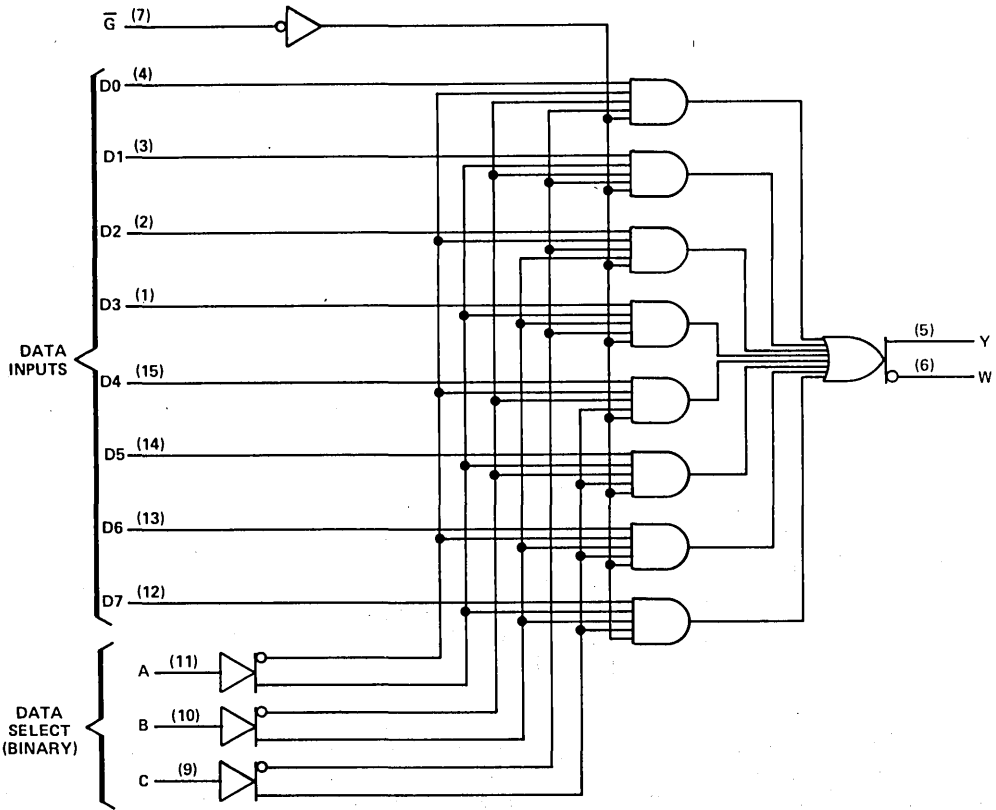 G̅ (7)
D0 (4)
D1 (3)
D2 (2)
D3 (1)
DATA
INPUTS
D4 (15)
D5 (14)
D6 (13)
D7 (12)
(5) Y
(6) W
A (11)
DATA
SELECT
(BINARY)
B (10)
C (9)